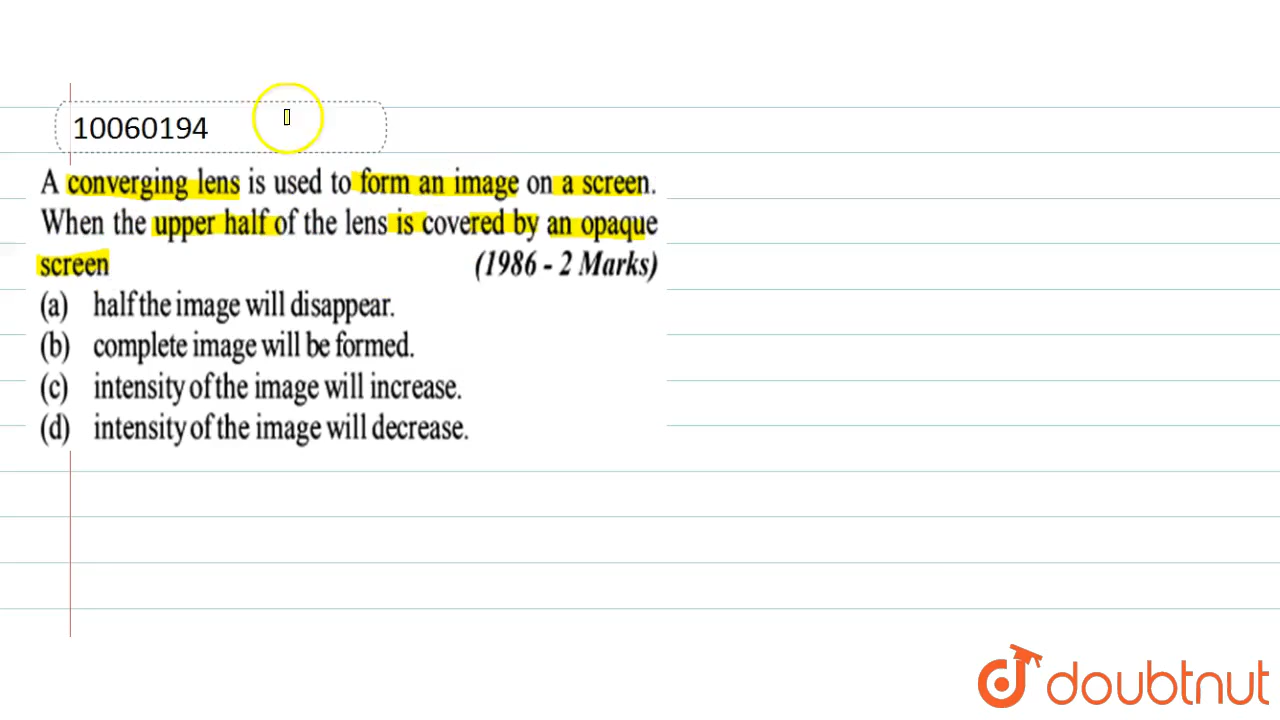 10060194
A converging lens is used to form an image on a screen.
When the upper half of the lens is covered by an opaque
screen (1986 - 2 Marks)
(a) half the image will disappear.
(b) complete image will be formed.
(c) intensity of the image will increase.
(d) intensity of the image will decrease.
doubtnut